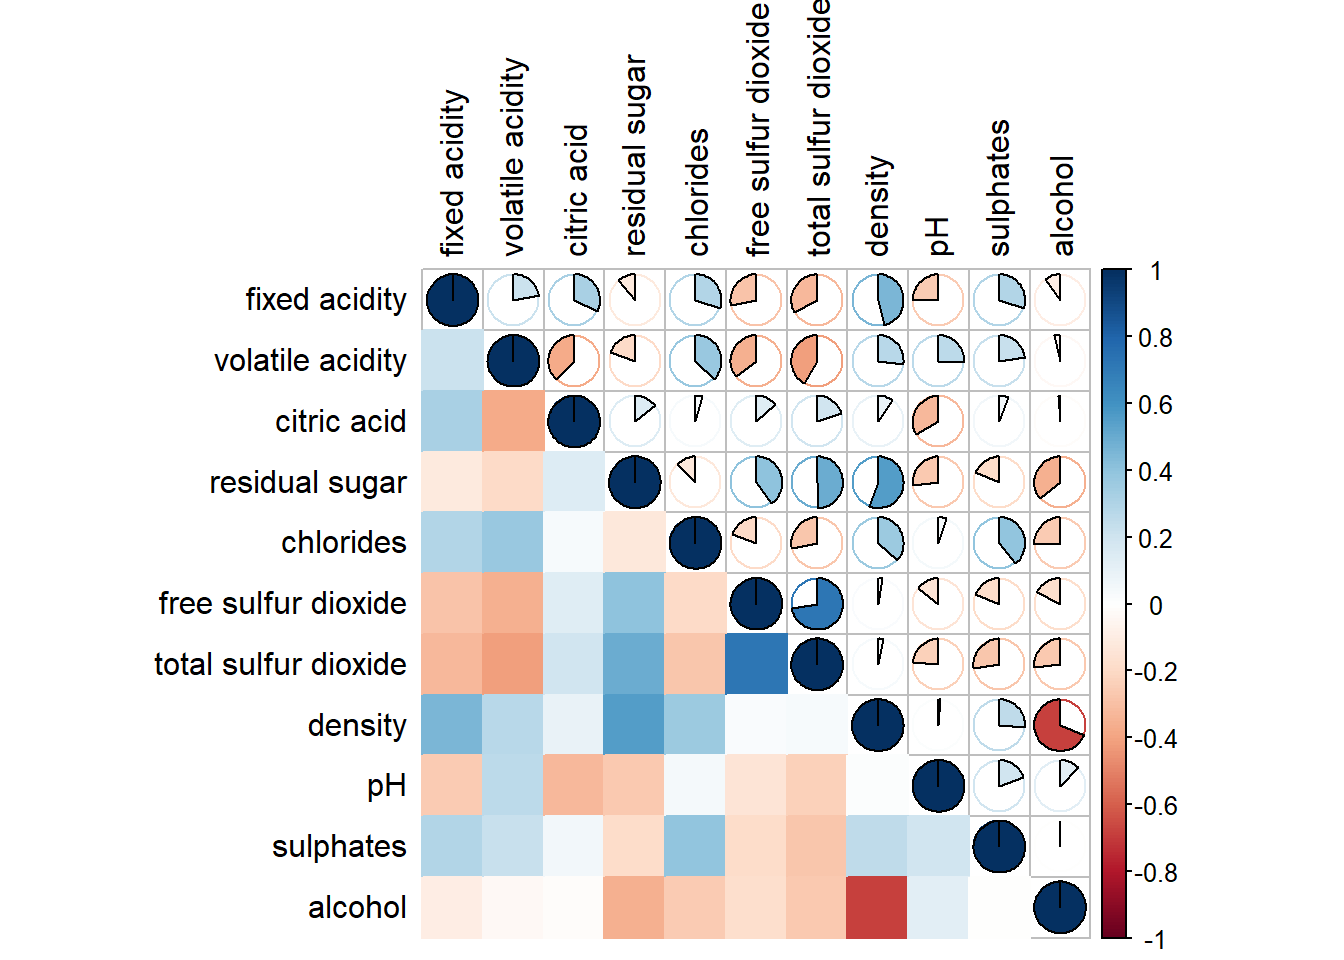 fixed acidity
volatile acidity
citric acid
residual sugar
chlorides
free sulfur dioxide
total sulfur dioxide
density
pH
sulphates
alcohol
fixed acidity
volatile acidity
citric acid
residual sugar
chlorides
free sulfur dioxide
total sulfur dioxide
density
pH
sulphates
alcohol
1
0.8
0.6
0.4
0.2
0
-0.2
-0.4
-0.6
-0.8
-1